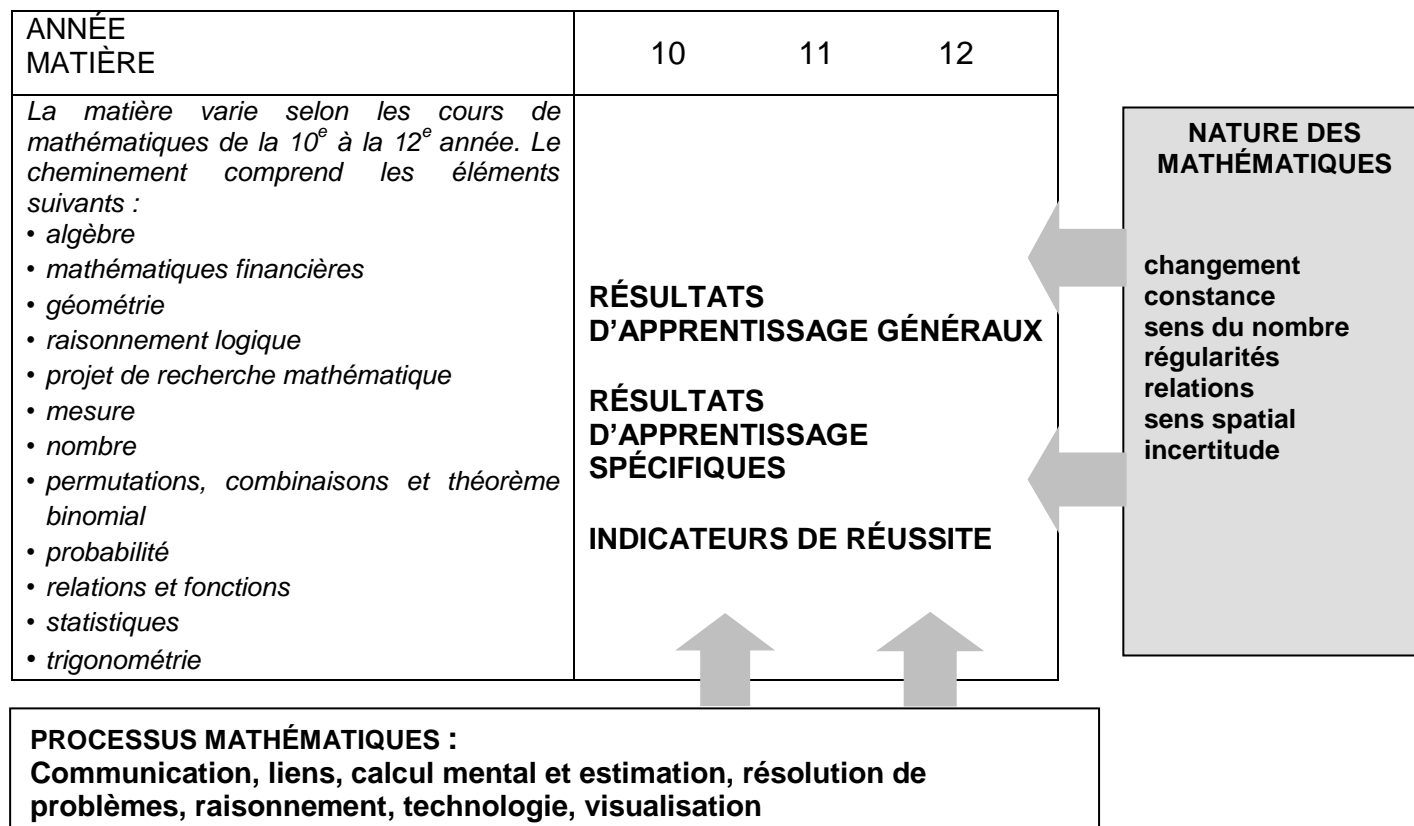 ANNÉE
MATIÈRE
10 11 12
La matière varie selon les cours de
mathématiques de la 10e à la 12e année. Le
cheminement comprend les éléments
suivants :
• algèbre
• mathématiques financières
• géométrie
• raisonnement logique
• projet de recherche mathématique
• mesure
• nombre
• permutations, combinaisons et théorème
binomial
• probabilité
• relations et fonctions
• statistiques
• trigonométrie
RÉSULTATS
D’APPRENTISSAGE GÉNÉRAUX
RÉSULTATS
D’APPRENTISSAGE
SPÉCIFIQUES
INDICATEURS DE RÉUSSITE
NATURE DES
MATHÉMATIQUES
changement
constance
sens du nombre
régularités
relations
sens spatial
incertitude
PROCESSUS MATHÉMATIQUES :
Communication, liens, calcul mental et estimation, résolution de
problèmes, raisonnement, technologie, visualisation